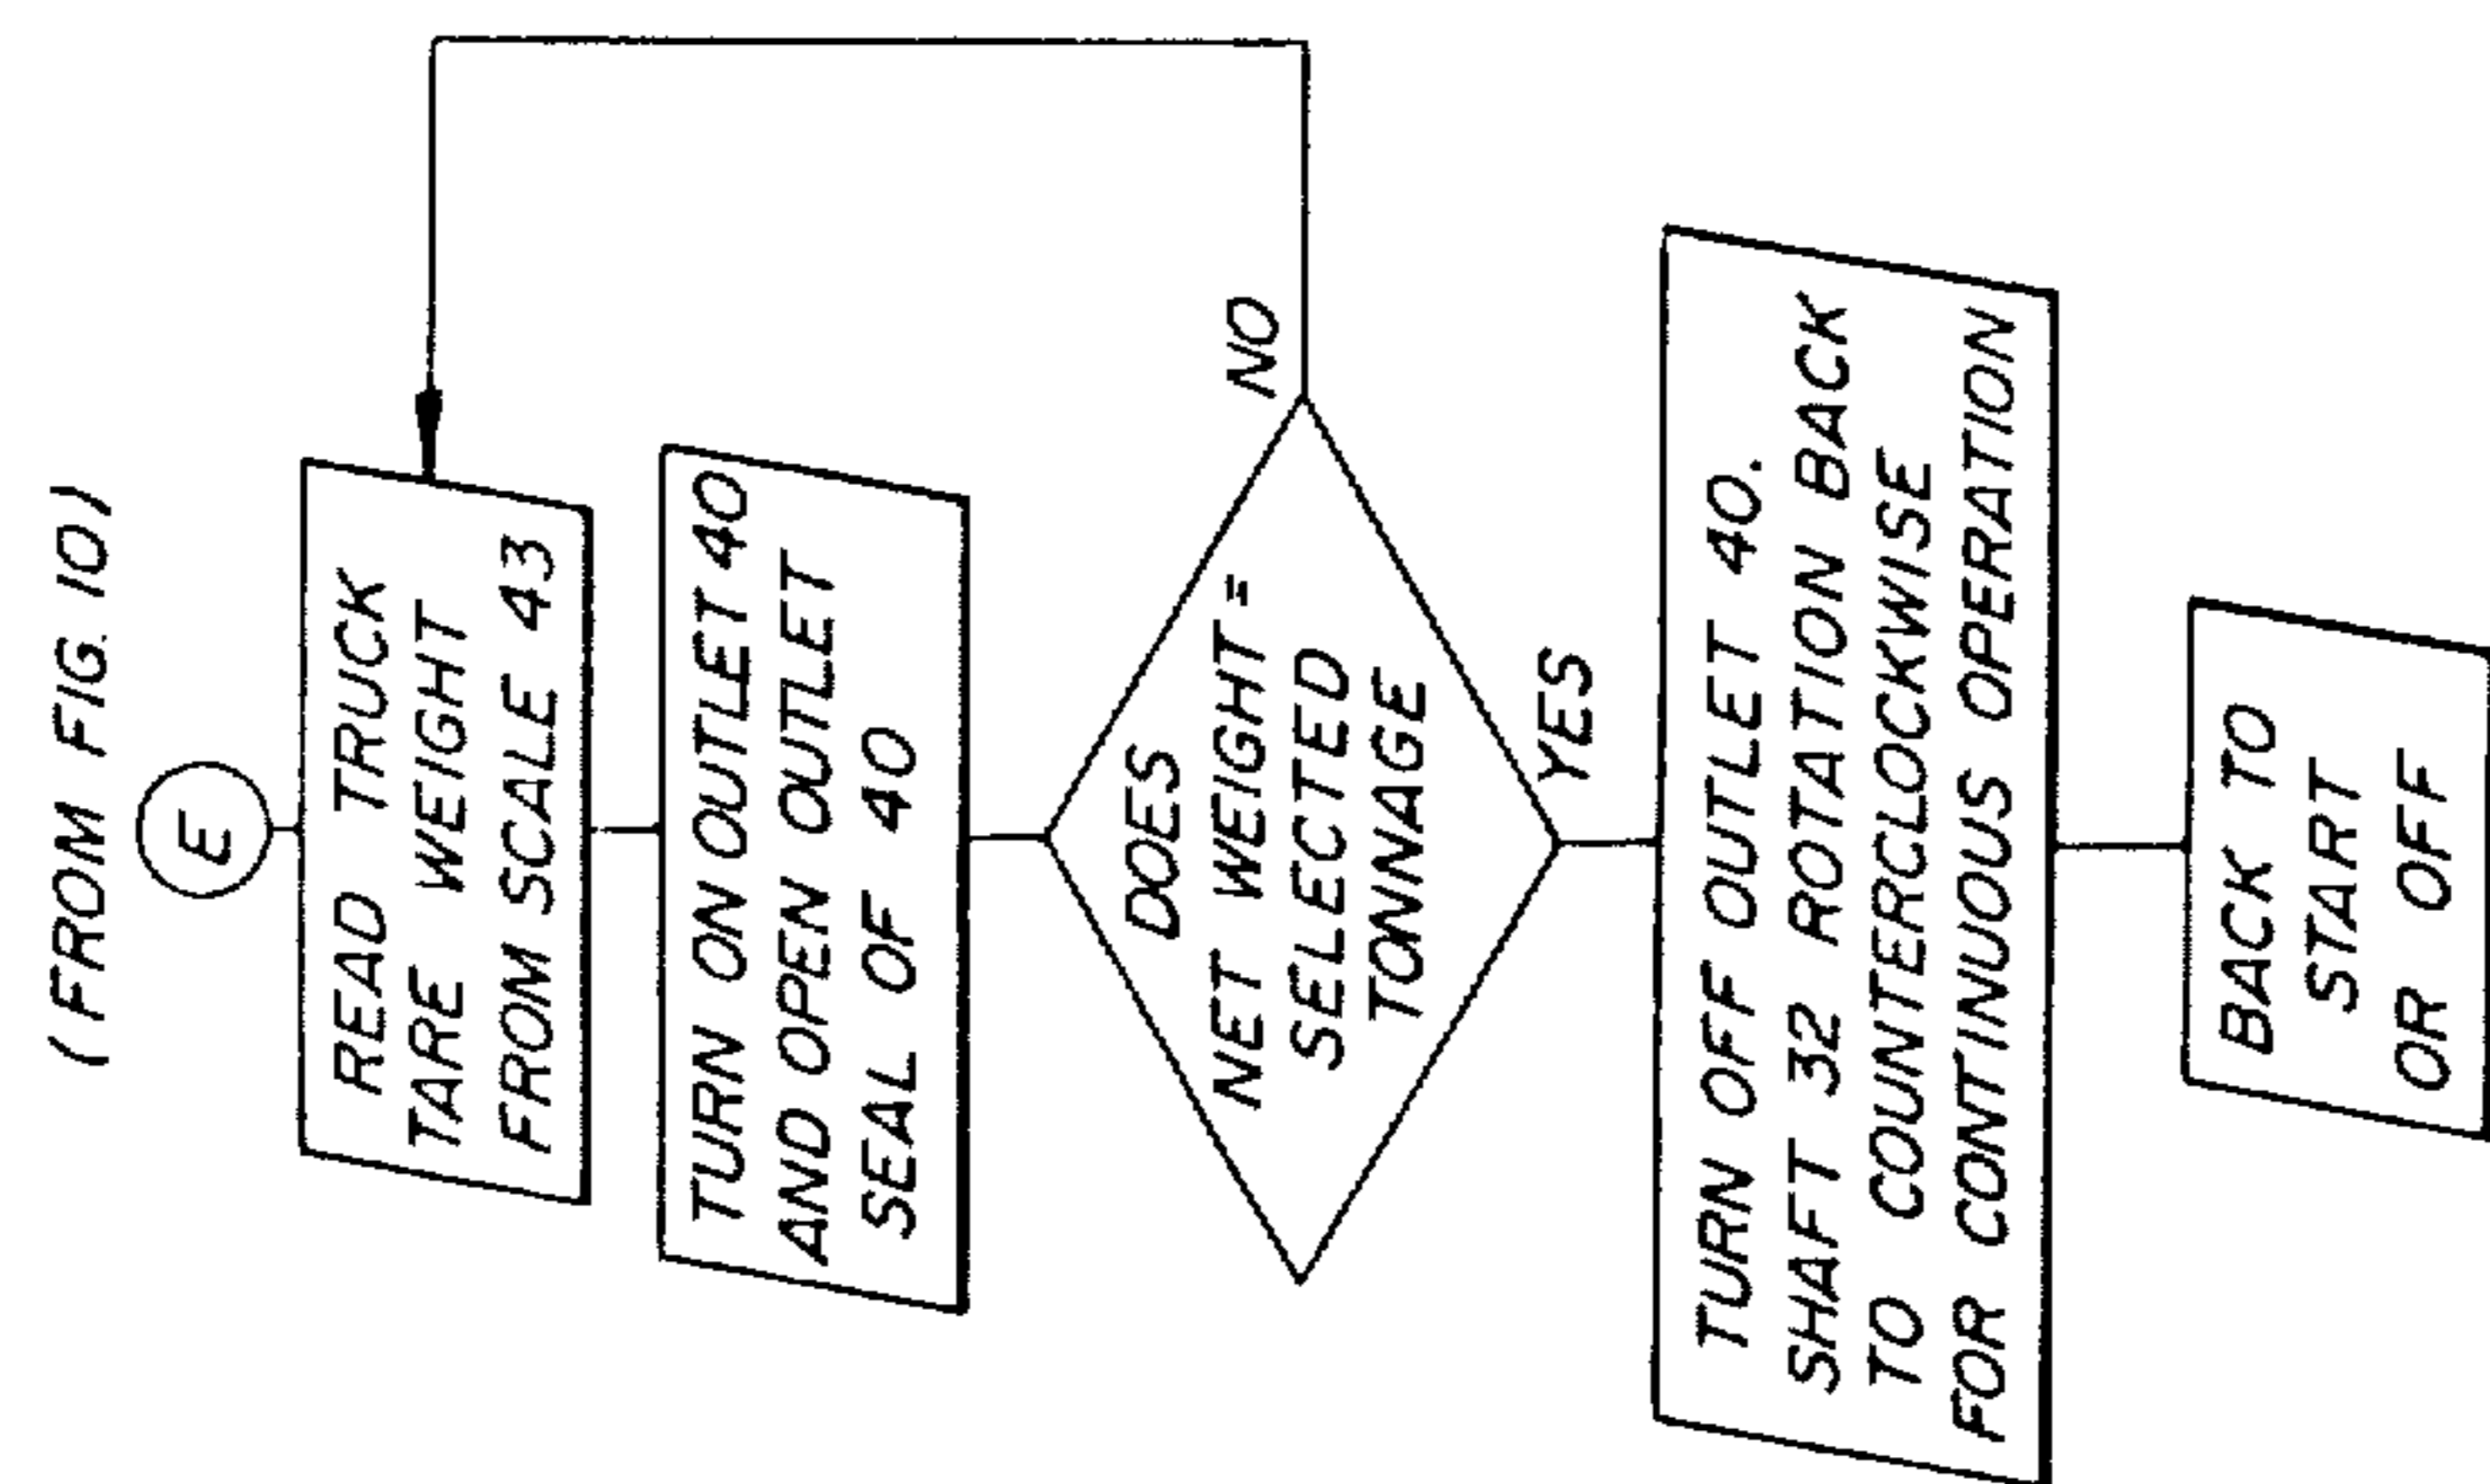 (FROM FIG. 10)
E
READ TRUCK
TARE WEIGHT
FROM SCALE 43
TURN ON OUTLET 40
AND OPEN OUTLET
SEAL OF 40
DOES
NET WEIGHT =
SELECTED
TONNAGE
NO
YES
TURN OFF OUTLET 40.
SHAFT 32 ROTATION BACK
TO COUNTERCLOCKWISE
FOR CONTINUOUS OPERATION
BACK TO
START
OR OFF